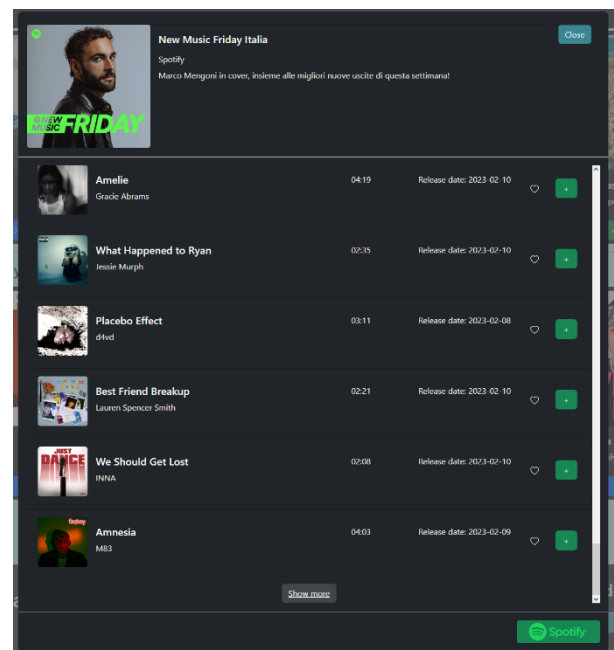 New Music Friday Italia
Close
Spotify
Marco Mengoni in cover, insieme alle migliori nuove uscite di questa settimana!
NEW
MUSIC FRIDAY
Amelie 04:19 Release date: 2023-02-10
Gracie Abrams
+
What Happened to Ryan 02:35 Release date: 2023-02-10
Jessie Murph
+
Placebo Effect 03:11 Release date: 2023-02-08
d4vd
+
Best Friend Breakup 02:21 Release date: 2023-02-10
Lauren Spencer Smith
+
JUST
DANCE
We Should Get Lost 02:08 Release date: 2023-02-10
INNA
+
Amnesia 04:03 Release date: 2023-02-09
M83
+
Show more
Spotify